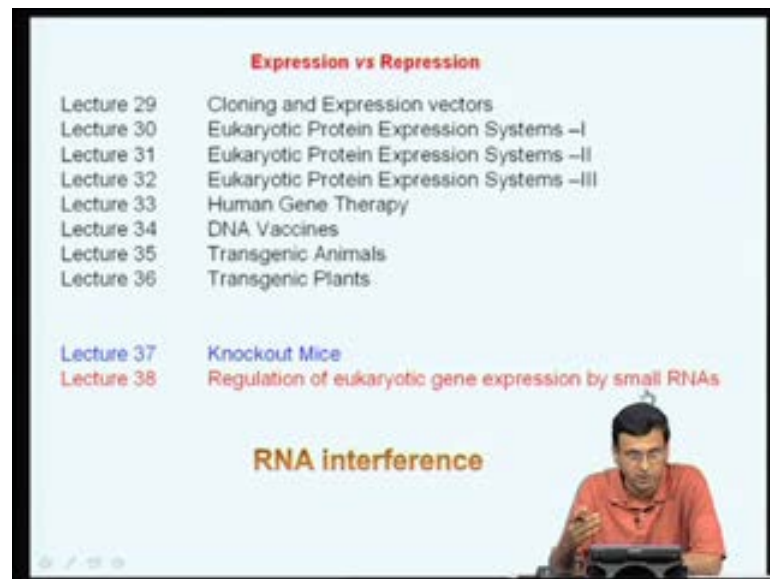 Expression vs Repression
Lecture 29 Cloning and Expression vectors
Lecture 30 Eukaryotic Protein Expression Systems –I
Lecture 31 Eukaryotic Protein Expression Systems –II
Lecture 32 Eukaryotic Protein Expression Systems –III
Lecture 33 Human Gene Therapy
Lecture 34 DNA Vaccines
Lecture 35 Transgenic Animals
Lecture 36 Transgenic Plants
Lecture 37 Knockout Mice
Lecture 38 Regulation of eukaryotic gene expression by small RNAs
RNA interference